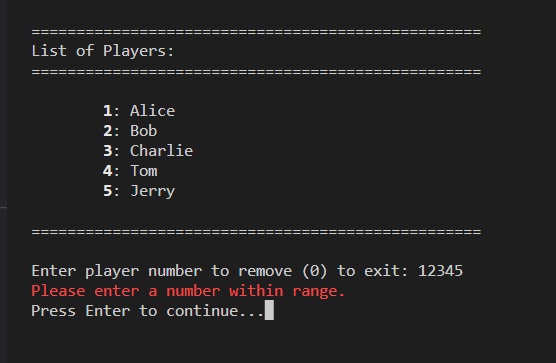 ==================================================
List of Players:
==================================================
1: Alice
2: Bob
3: Charlie
4: Tom
5: Jerry
==================================================
Enter player number to remove (0) to exit: 12345
Please enter a number within range.
Press Enter to continue...